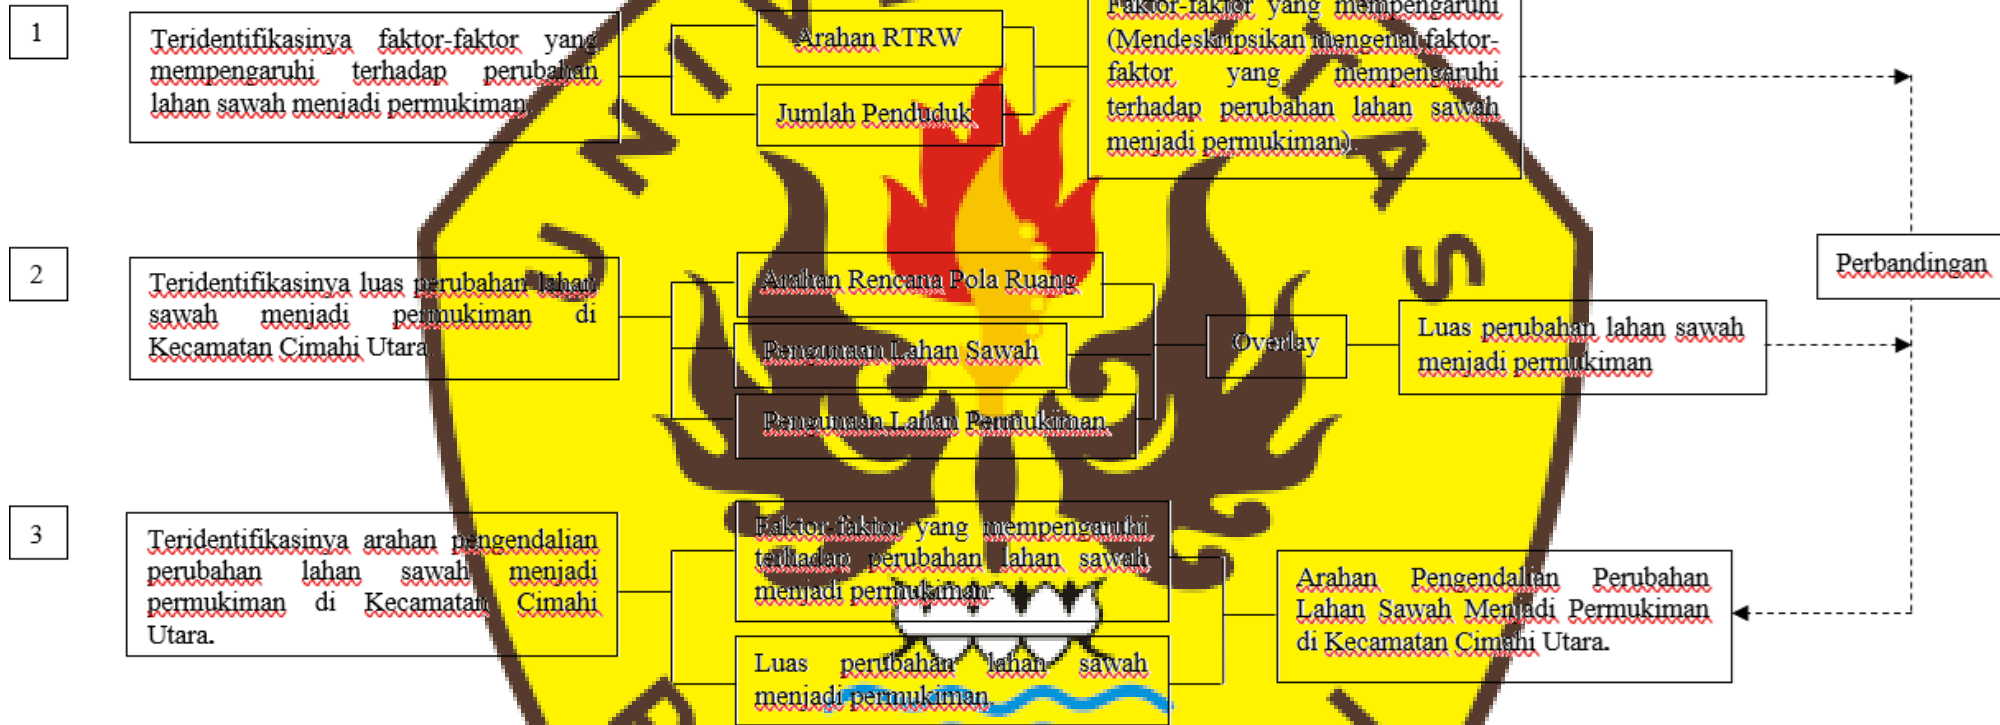 1
Teridentifikasinya faktor-faktor yang
mempengaruhi terhadap perubahan
lahan sawah menjadi permukiman
Arahan RTRW
Jumlah Penduduk
Faktor-faktor yang mempengaruhi
(Mendeskripsikan mengenai faktor-
faktor yang mempengaruhi
terhadap perubahan lahan sawah
menjadi permukiman)
2
Teridentifikasinya luas perubahan lahan
sawah menjadi permukiman di
Kecamatan Cimahi Utara
Arahan Rencana Pola Ruang
Pengunaan Lahan Sawah
Pengunaan Lahan Permukiman
Overlay
Luas perubahan lahan sawah
menjadi permukiman
Perbandingan
3
Teridentifikasinya arahan pengendalian
perubahan lahan sawah menjadi
permukiman di Kecamatan Cimahi
Utara.
Faktor-faktor yang mempengaruhi
terhadap perubahan lahan sawah
menjadi permukiman.
Luas perubahan lahan sawah
menjadi permukiman
Arahan Pengendalian Perubahan
Lahan Sawah Menjadi Permukiman
di Kecamatan Cimahi Utara.